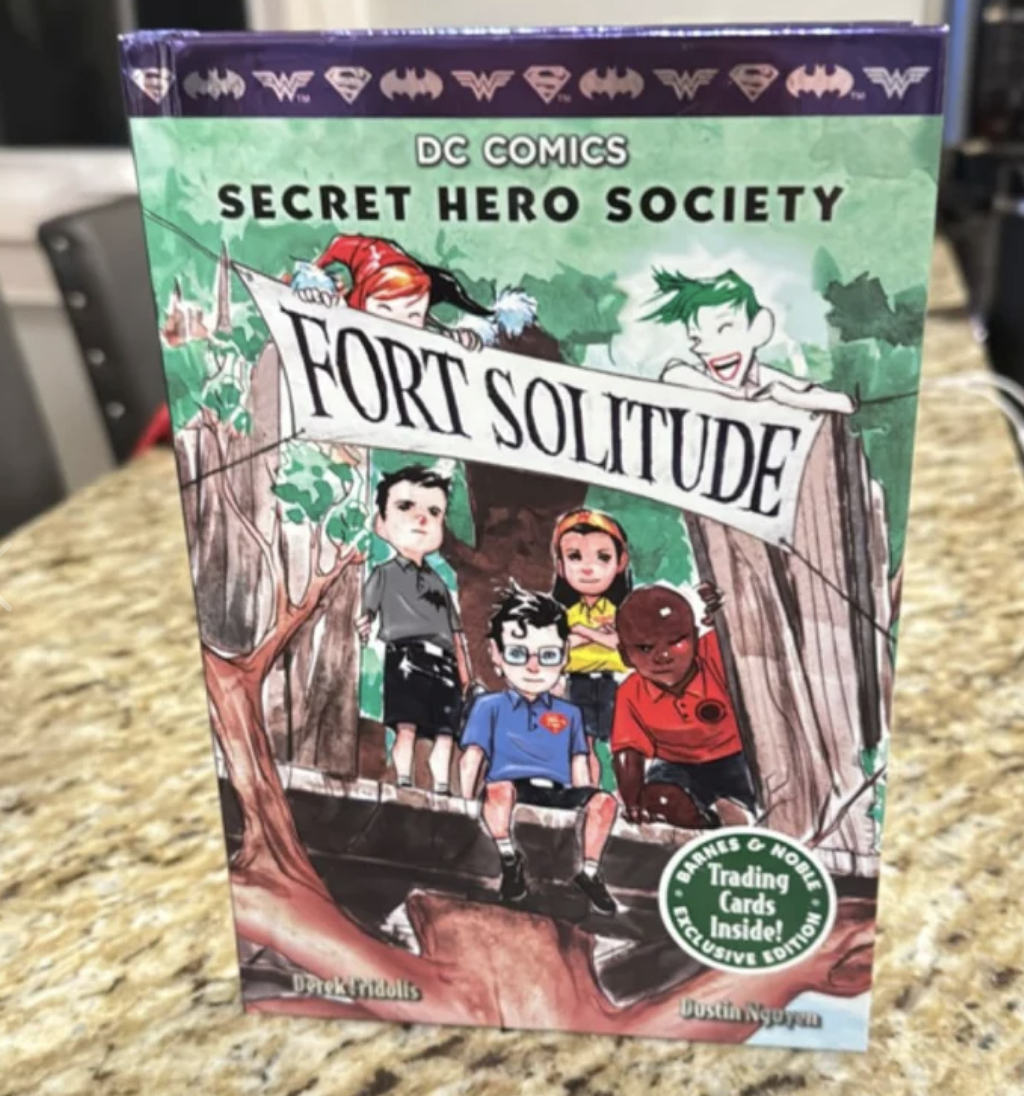 DC COMICS
SECRET HERO SOCIETY
FORT SOLITUDE
BARNES & NOBLE
Trading
Cards
Inside!
EXCLUSIVE EDITION
Derek Fridolfs
Dustin Nguyen